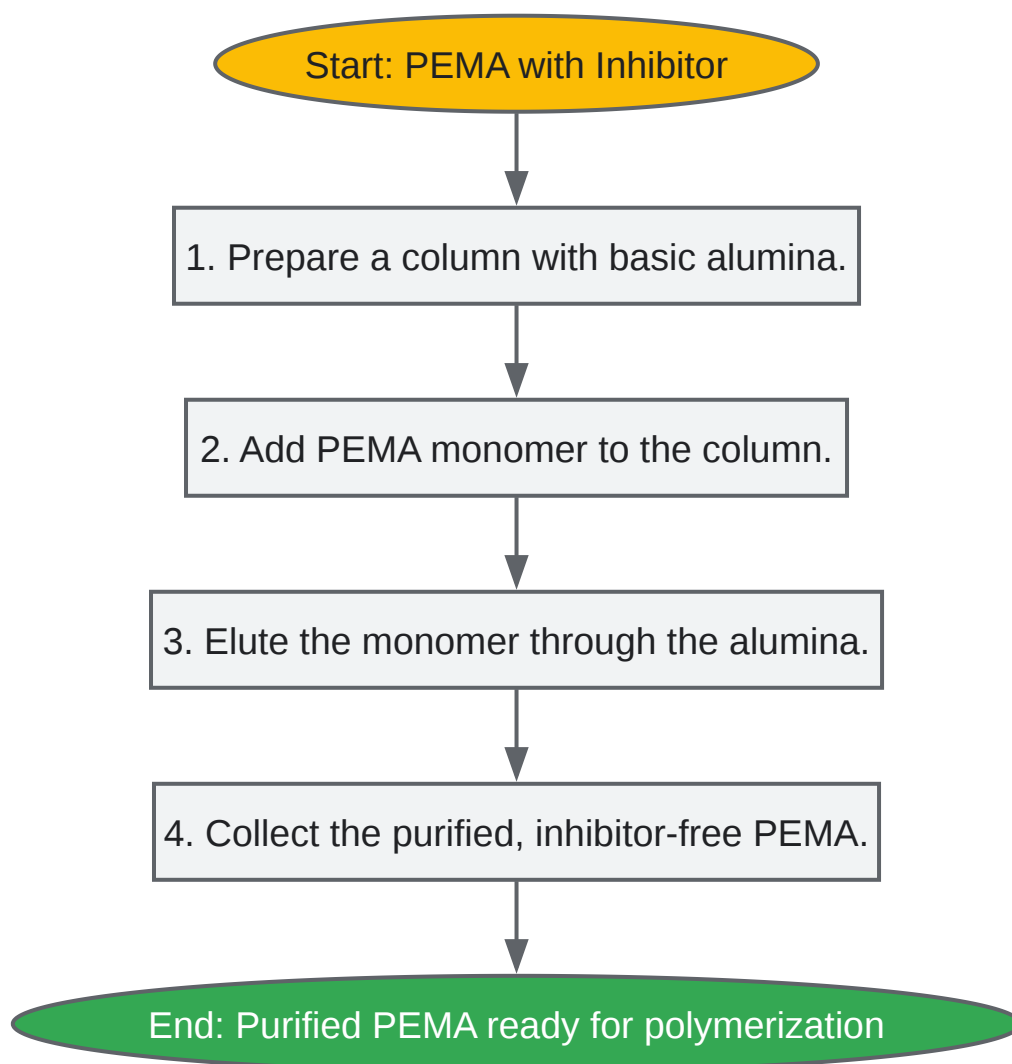 Start: PEMA with Inhibitor
1. Prepare a column with basic alumina.
2. Add PEMA monomer to the column.
3. Elute the monomer through the alumina.
4. Collect the purified, inhibitor-free PEMA.
End: Purified PEMA ready for polymerization